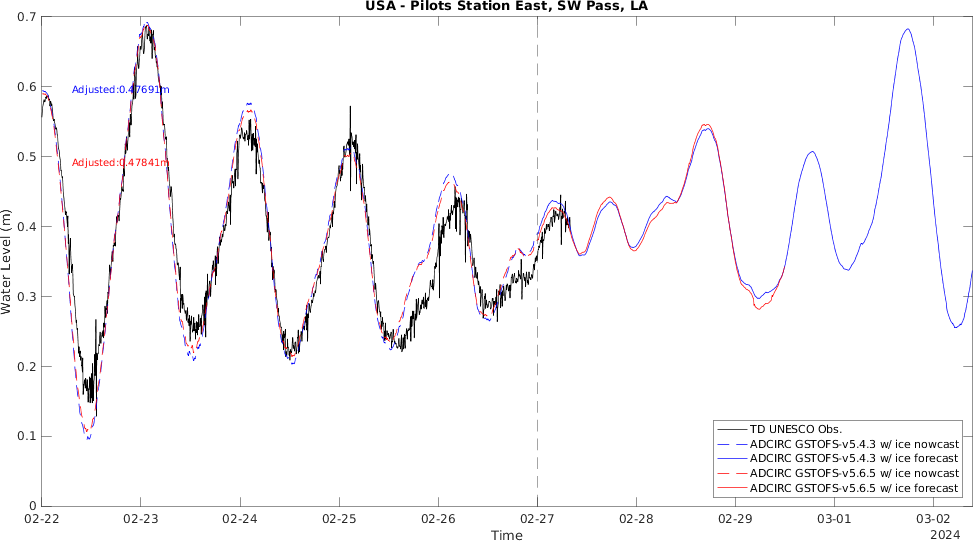 USA - Pilots Station East, SW Pass, LA
0.7
0.6
0.5
0.4
0.3
0.2
0.1
0
Water Level (m)
Adjusted:0.47691m
Adjusted:0.47841m
TD UNESCO Obs.
ADCIRC GSTOFS-v5.4.3 w/ ice nowcast
ADCIRC GSTOFS-v5.4.3 w/ ice forecast
ADCIRC GSTOFS-v5.6.5 w/ ice nowcast
ADCIRC GSTOFS-v5.6.5 w/ ice forecast
02-22 02-23 02-24 02-25 02-26 02-27 02-28 02-29 03-01 03-02
Time
2024